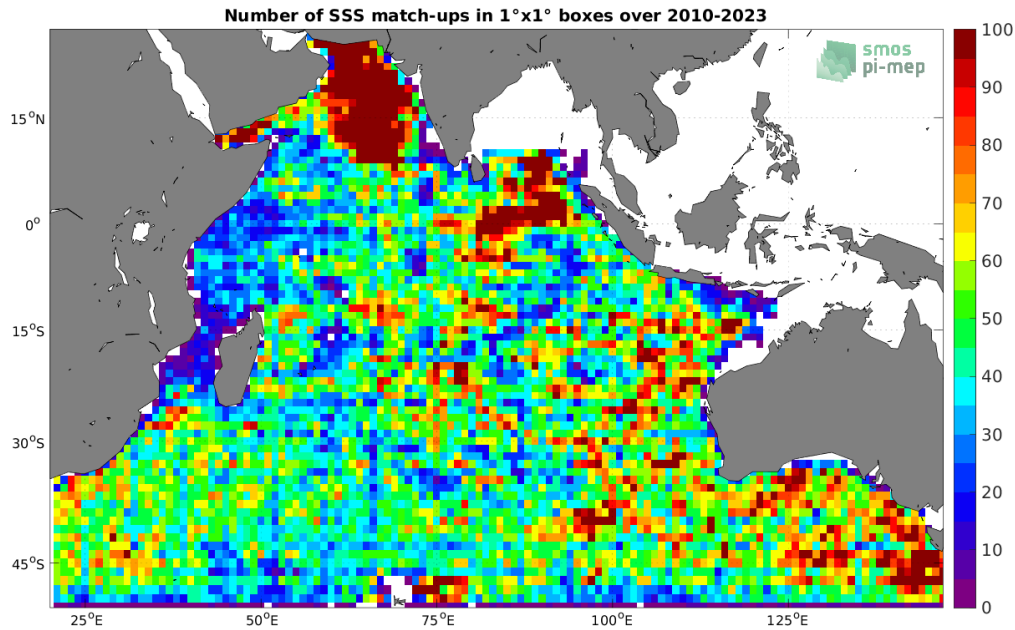 Number of SSS match-ups in 1°x1° boxes over 2010-2023
smos
pi-mep
100
90
80
70
60
50
40
30
20
10
0
15°N
0°
15°S
30°S
45°S
25°E
50°E
75°E
100°E
125°E